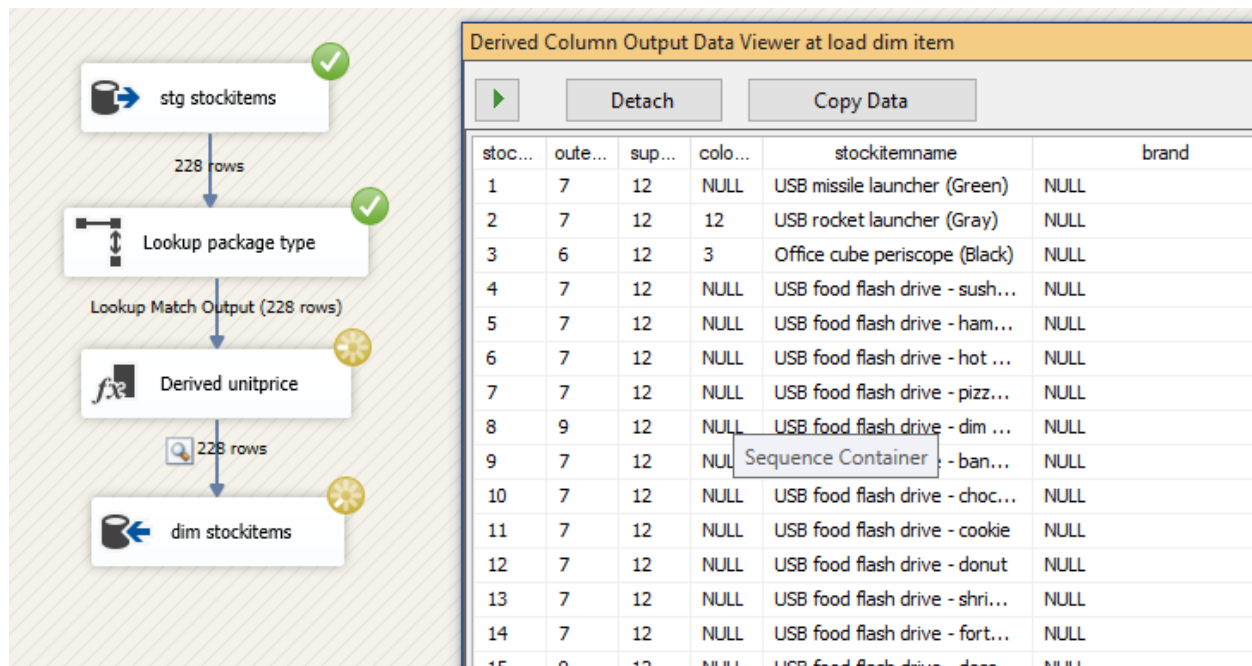 stg stockitems
228 rows
Lookup package type
Lookup Match Output (228 rows)
Derived unitprice
228 rows
dim stockitems
Derived Column Output Data Viewer at load dim item
Detach Copy Data
stoc... oute... sup... colo... stockitemname brand
1 7 12 NULL USB missile launcher (Green) NULL
2 7 12 12 USB rocket launcher (Gray) NULL
3 6 12 3 Office cube periscope (Black) NULL
4 7 12 NULL USB food flash drive - sush... NULL
5 7 12 NULL USB food flash drive - ham... NULL
6 7 12 NULL USB food flash drive - hot ... NULL
7 7 12 NULL USB food flash drive - pizz... NULL
8 9 12 NULL USB food flash drive - dim ... NULL
9 7 12 Sequence Container - ban... NULL
10 7 12 NULL USB food flash drive - choc... NULL
11 7 12 NULL USB food flash drive - cookie NULL
12 7 12 NULL USB food flash drive - donut NULL
13 7 12 NULL USB food flash drive - shri... NULL
14 7 12 NULL USB food flash drive - fort... NULL